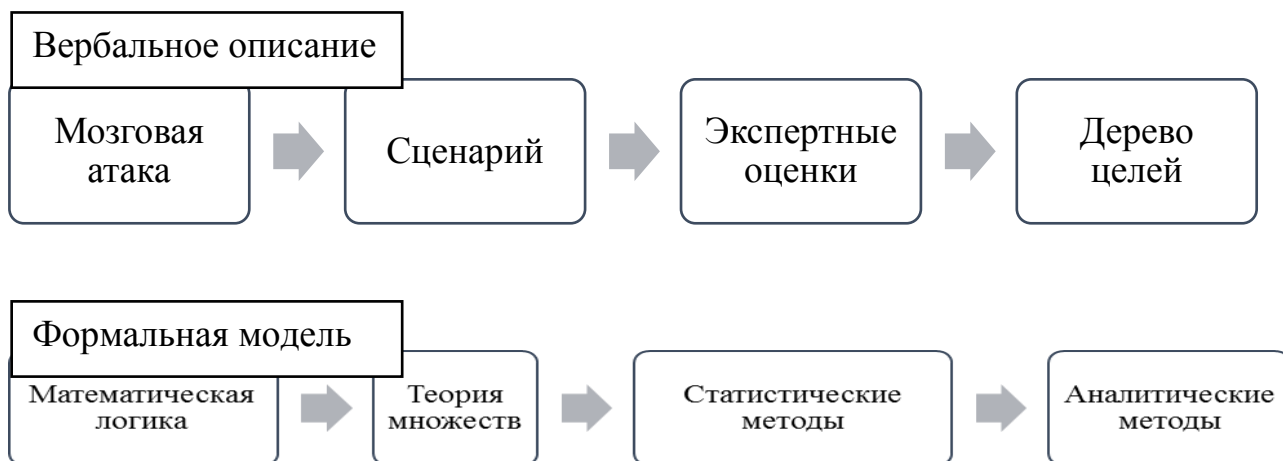 Вербальное описание
Мозговая
атака
Сценарий
Экспертные
оценки
Дерево
целей
Формальная модель
Математическая
логика
Теория
множеств
Статистические
методы
Аналитические
методы